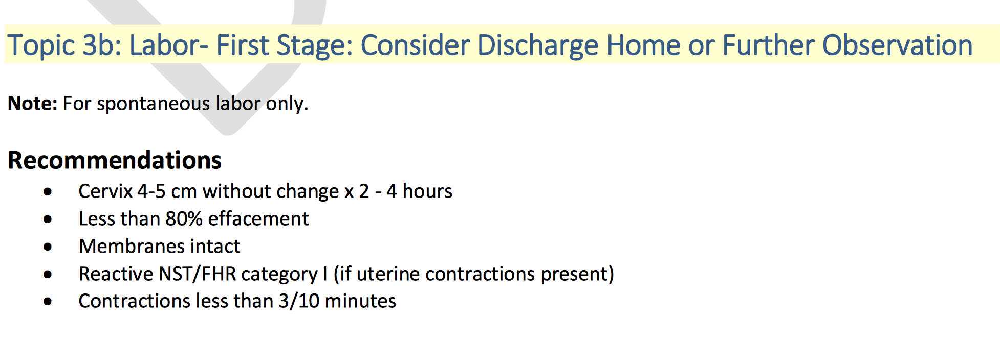 Topic 3b: Labor- First Stage: Consider Discharge Home or Further Observation
Note: For spontaneous labor only.
Recommendations
• Cervix 4-5 cm without change x 2 - 4 hours
• Less than 80% effacement
• Membranes intact
• Reactive NST/FHR category I (if uterine contractions present)
• Contractions less than 3/10 minutes